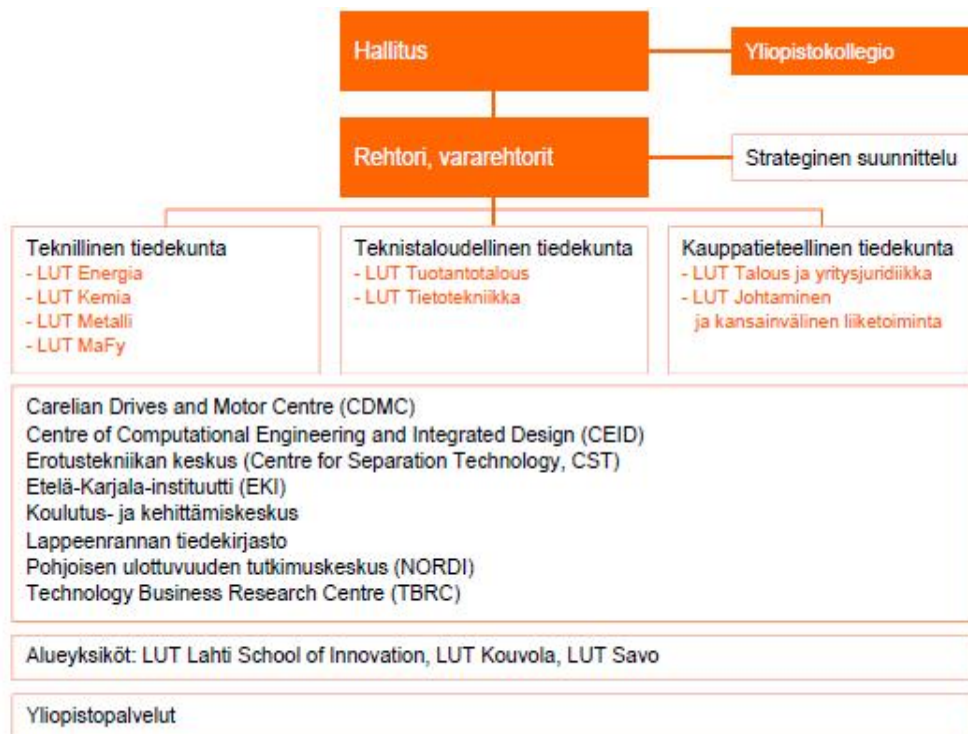 Hallitus
Yliopistokollegio
Rehtori, vararehtorit
Strateginen suunnittelu
Teknillinen tiedekunta
- LUT Energia
- LUT Kemia
- LUT Metalli
- LUT MaFy
Teknistaloudellinen tiedekunta
- LUT Tuotantotalous
- LUT Tietotekniikka
Kauppatieteellinen tiedekunta
- LUT Talous ja yritysjuridiikka
- LUT Johtaminen
ja kansainvälinen liiketoiminta
Carelian Drives and Motor Centre (CDMC)
Centre of Computational Engineering and Integrated Design (CEID)
Erotustekniikan keskus (Centre for Separation Technology, CST)
Etelä-Karjala-instituutti (EKI)
Koulutus- ja kehittämiskeskus
Lappeenrannan tiedekirjasto
Pohjoisen ulottuvuuden tutkimuskeskus (NORDI)
Technology Business Research Centre (TBRC)
Alueyksiköt: LUT Lahti School of Innovation, LUT Kouvola, LUT Savo
Yliopistopalvelut